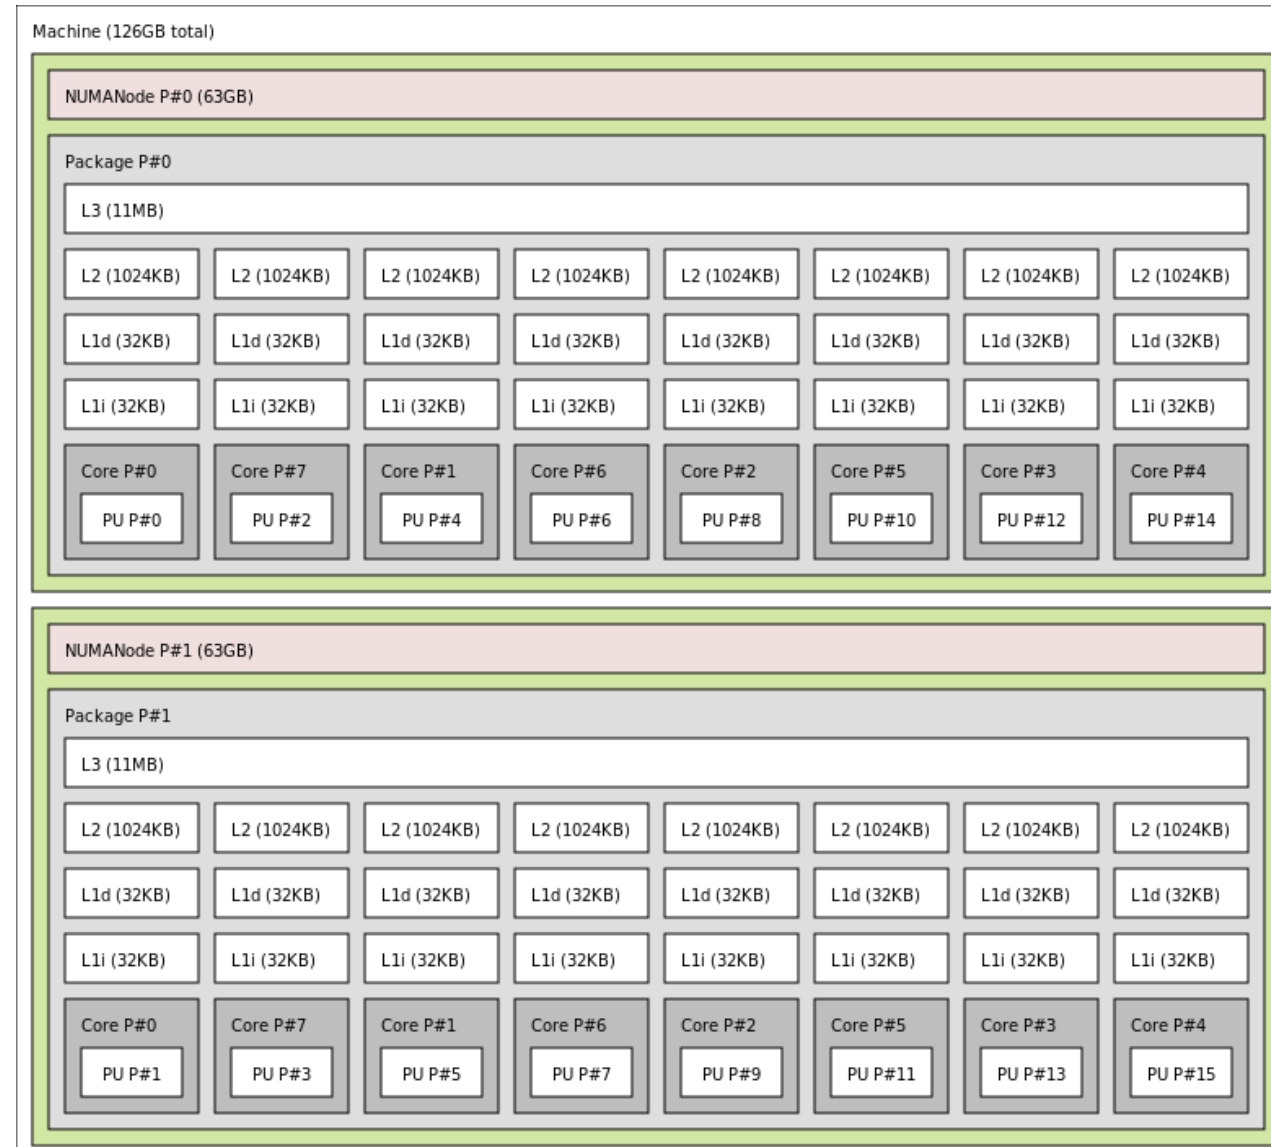 Machine (126GB total)
NUMANode P#0 (63GB)
Package P#0
L3 (11MB)
L2 (1024KB) L2 (1024KB) L2 (1024KB) L2 (1024KB) L2 (1024KB) L2 (1024KB) L2 (1024KB) L2 (1024KB)
L1d (32KB) L1d (32KB) L1d (32KB) L1d (32KB) L1d (32KB) L1d (32KB) L1d (32KB) L1d (32KB)
L1i (32KB) L1i (32KB) L1i (32KB) L1i (32KB) L1i (32KB) L1i (32KB) L1i (32KB) L1i (32KB)
Core P#0 Core P#7 Core P#1 Core P#6 Core P#2 Core P#5 Core P#3 Core P#4
PU P#0 PU P#2 PU P#4 PU P#6 PU P#8 PU P#10 PU P#12 PU P#14
NUMANode P#1 (63GB)
Package P#1
L3 (11MB)
L2 (1024KB) L2 (1024KB) L2 (1024KB) L2 (1024KB) L2 (1024KB) L2 (1024KB) L2 (1024KB) L2 (1024KB)
L1d (32KB) L1d (32KB) L1d (32KB) L1d (32KB) L1d (32KB) L1d (32KB) L1d (32KB) L1d (32KB)
L1i (32KB) L1i (32KB) L1i (32KB) L1i (32KB) L1i (32KB) L1i (32KB) L1i (32KB) L1i (32KB)
Core P#0 Core P#7 Core P#1 Core P#6 Core P#2 Core P#5 Core P#3 Core P#4
PU P#1 PU P#3 PU P#5 PU P#7 PU P#9 PU P#11 PU P#13 PU P#15